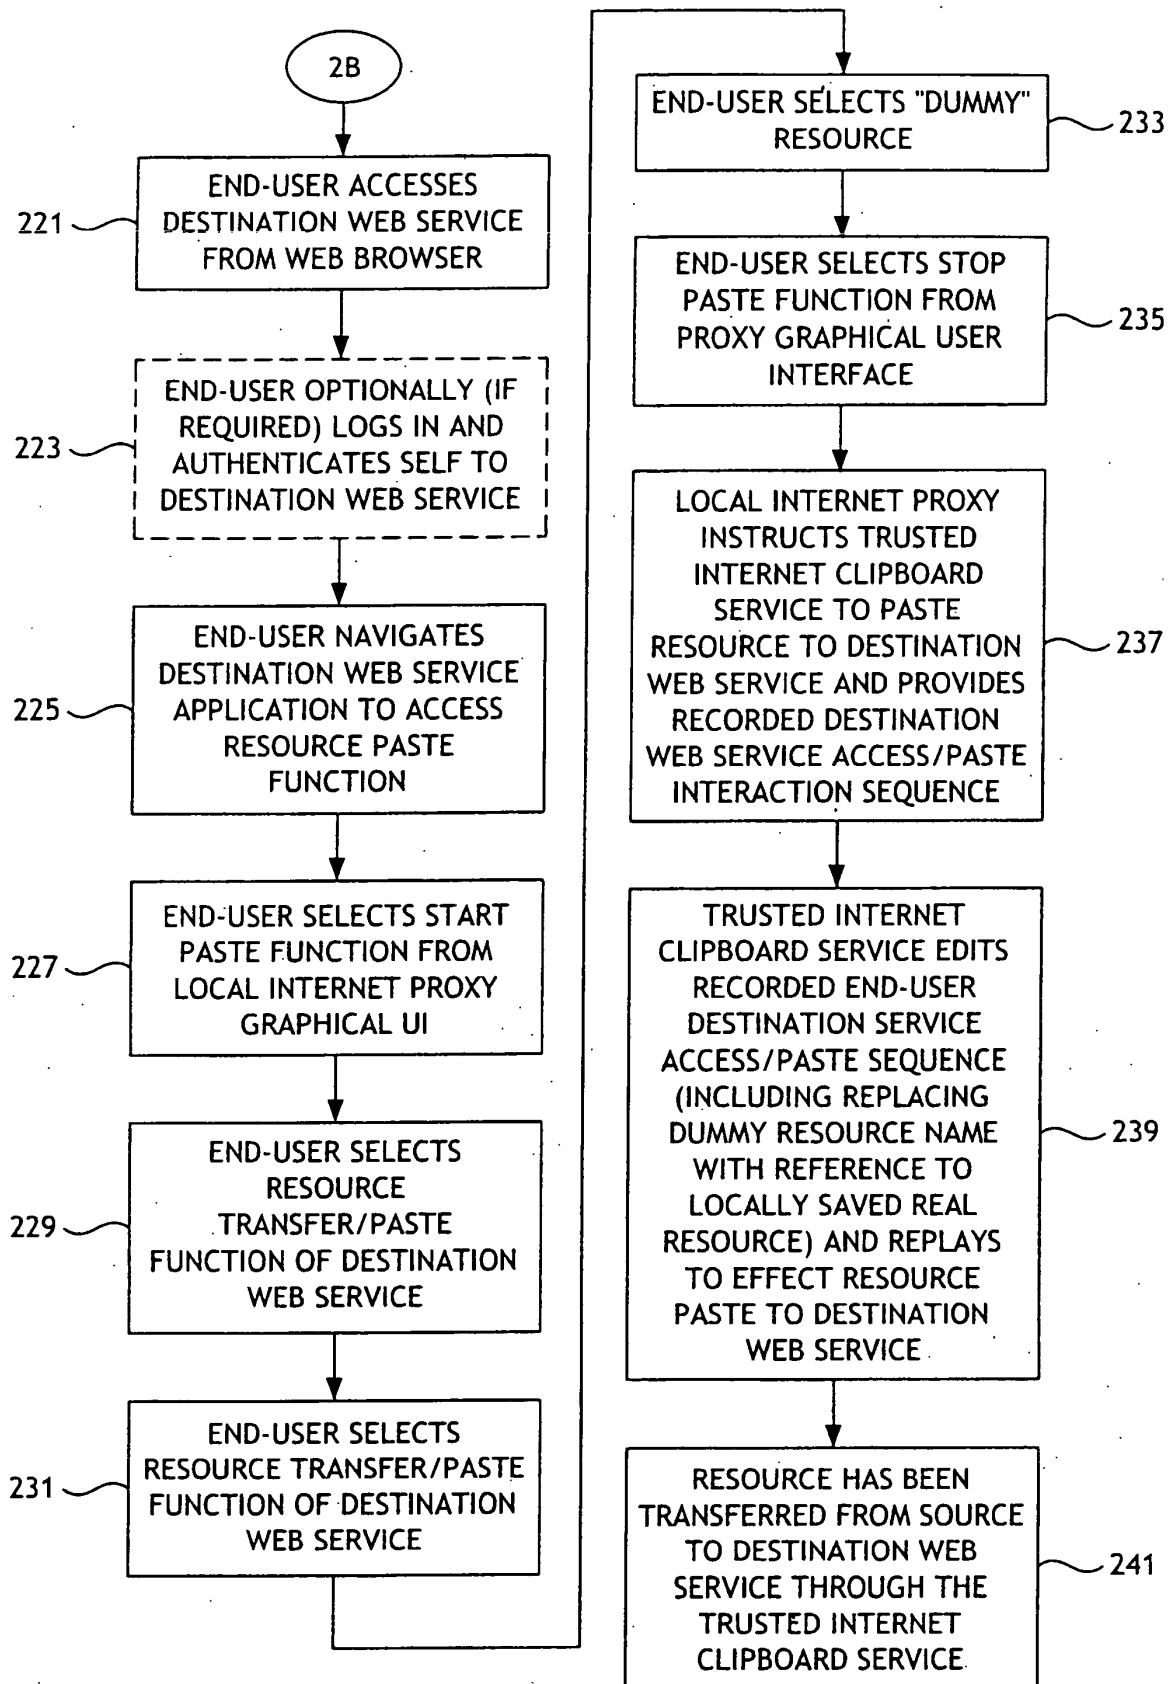 2B
221
END-USER ACCESSES
DESTINATION WEB SERVICE
FROM WEB BROWSER
223
END-USER OPTIONALLY (IF
REQUIRED) LOGS IN AND
AUTHENTICATES SELF TO
DESTINATION WEB SERVICE
225
END-USER NAVIGATES
DESTINATION WEB SERVICE
APPLICATION TO ACCESS
RESOURCE PASTE
FUNCTION
227
END-USER SELECTS START
PASTE FUNCTION FROM
LOCAL INTERNET PROXY
GRAPHICAL UI
229
END-USER SELECTS
RESOURCE
TRANSFER/PASTE
FUNCTION OF DESTINATION
WEB SERVICE
231
END-USER SELECTS
RESOURCE TRANSFER/PASTE
FUNCTION OF DESTINATION
WEB SERVICE
END-USER SELECTS "DUMMY"
RESOURCE
233
END-USER SELECTS STOP
PASTE FUNCTION FROM
PROXY GRAPHICAL USER
INTERFACE
235
LOCAL INTERNET PROXY
INSTRUCTS TRUSTED
INTERNET CLIPBOARD
SERVICE TO PASTE
RESOURCE TO DESTINATION
WEB SERVICE AND PROVIDES
RECORDED DESTINATION
WEB SERVICE ACCESS/PASTE
INTERACTION SEQUENCE
237
TRUSTED INTERNET
CLIPBOARD SERVICE EDITS
RECORDED END-USER
DESTINATION SERVICE
ACCESS/PASTE SEQUENCE
(INCLUDING REPLACING
DUMMY RESOURCE NAME
WITH REFERENCE TO
LOCALLY SAVED REAL
RESOURCE) AND REPLAYS
TO EFFECT RESOURCE
PASTE TO DESTINATION
WEB SERVICE
239
RESOURCE HAS BEEN
TRANSFERRED FROM SOURCE
TO DESTINATION WEB
SERVICE THROUGH THE
TRUSTED INTERNET
CLIPBOARD SERVICE
241